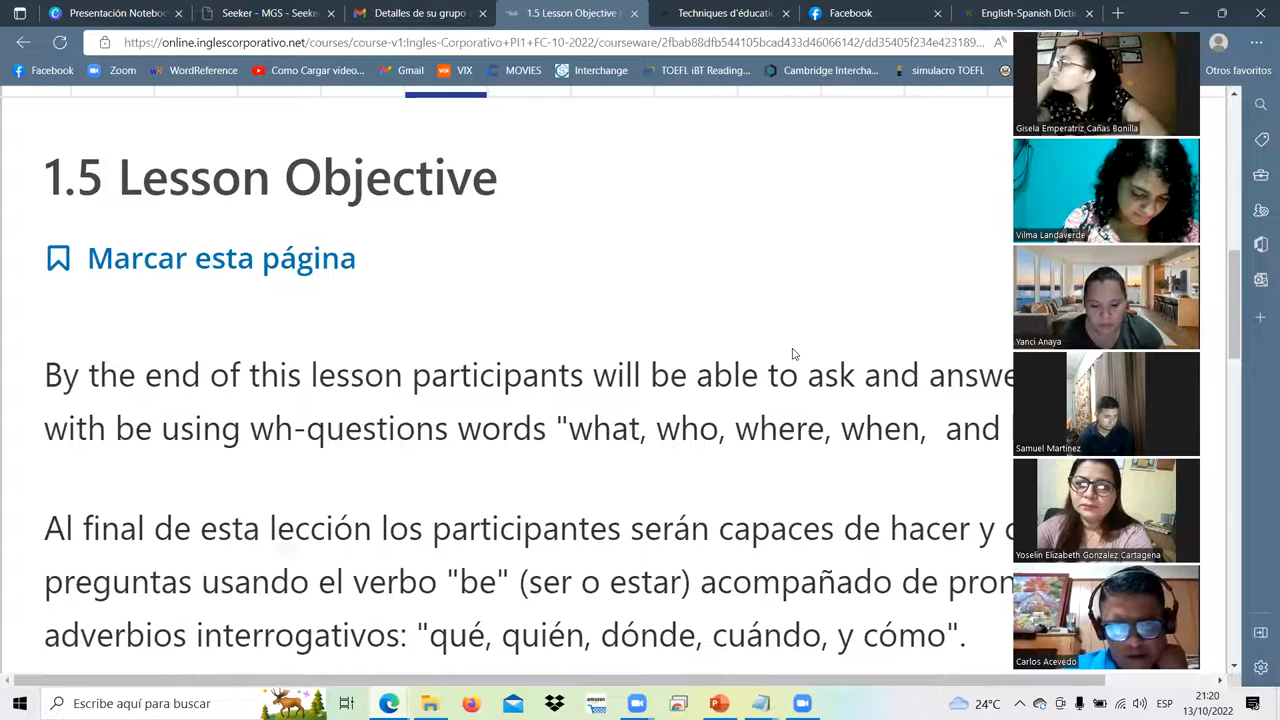 Presentación Notebo
Seeker - MGS - Seeke
Detalles de su grupo
1.5 Lesson Objective
Techniques d'éducati
Facebook
English-Spanish Dict
https://online.inglescorporativo.net/courses/course-v1:Ingles-Corporativo+PI1+FC-10-2022/courseware/2fbab88dfb544105bcad433d46066142/dd35405f234e423189...
Facebook
Zoom
WordReference
Como Cargar video...
Gmail
VIX
MOVIES
Interchange
TOEFL iBT Reading...
Cambridge Intercha...
simulacro TOEFL
Otros favoritos
1.5 Lesson Objective
Marcar esta página
By the end of this lesson participants will be able to ask and answe
with be using wh-questions words "what, who, where, when, and
Al final de esta lección los participantes serán capaces de hacer y
preguntas usando el verbo "be" (ser o estar) acompañado de pron
adverbios interrogativos: "qué, quién, dónde, cuándo, y cómo".
Gisela Emperatriz Cañas Bonilla
Vilma Landaverde
Yanci Anaya
Samuel Martinez
Yoselin Elizabeth Gonzalez Cartagena
Carlos Acevedo
Escribe aquí para buscar
24°C
ESP
21:20
13/10/2022